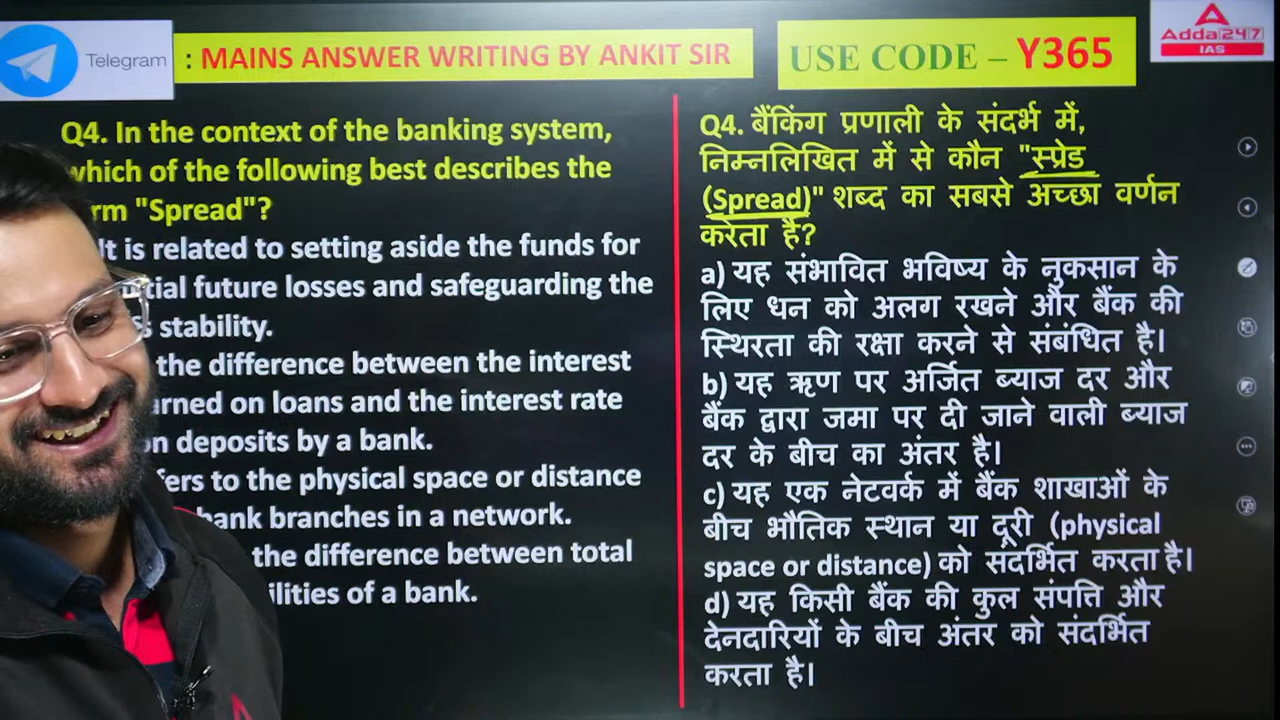 Telegram
: MAINS ANSWER WRITING BY ANKIT SIR
USE CODE – Y365
Adda247
IAS
Q4. In the context of the banking system,
which of the following best describes the
"Spread"?
It is related to setting aside the funds for
future losses and safeguarding the
stability.
the difference between the interest
on loans and the interest rate
deposits by a bank.
to the physical space or distance
bank branches in a network.
the difference between total
of a bank.
Q4. बैंकिंग प्रणाली के संदर्भ में,
निम्नलिखित में से कौन "स्प्रेड
(Spread)" शब्द का सबसे अच्छा वर्णन
करता है?
a) यह संभावित भविष्य के नुकसान के
लिए धन को अलग रखने और बैंक की
स्थिरता की रक्षा करने से संबंधित है।
b) यह ऋण पर अर्जित ब्याज दर और
बैंक द्वारा जमा पर दी जाने वाली ब्याज
दर के बीच का अंतर है।
c) यह एक नेटवर्क में बैंक शाखाओं के
बीच भौतिक स्थान या दूरी (physical
space or distance) को संदर्भित करता है।
d) यह किसी बैंक की कुल संपत्ति और
देनदारियों के बीच अंतर को संदर्भित
करता है।